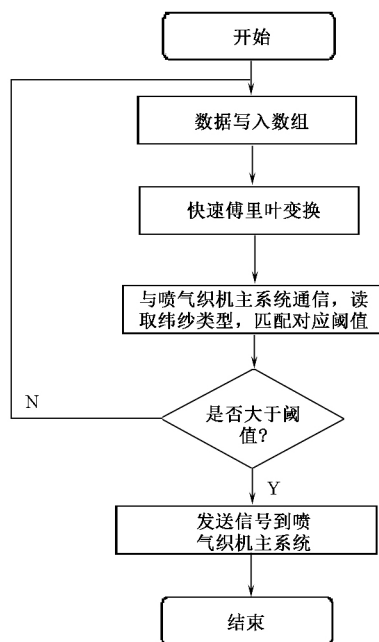 开始
数据写入数组
快速傅里叶变换
与喷气织机主系统通信，读
取纬纱类型，匹配对应阈值
是否大于阈
值?
N
Y
发送信号到喷
气织机主系统
结束